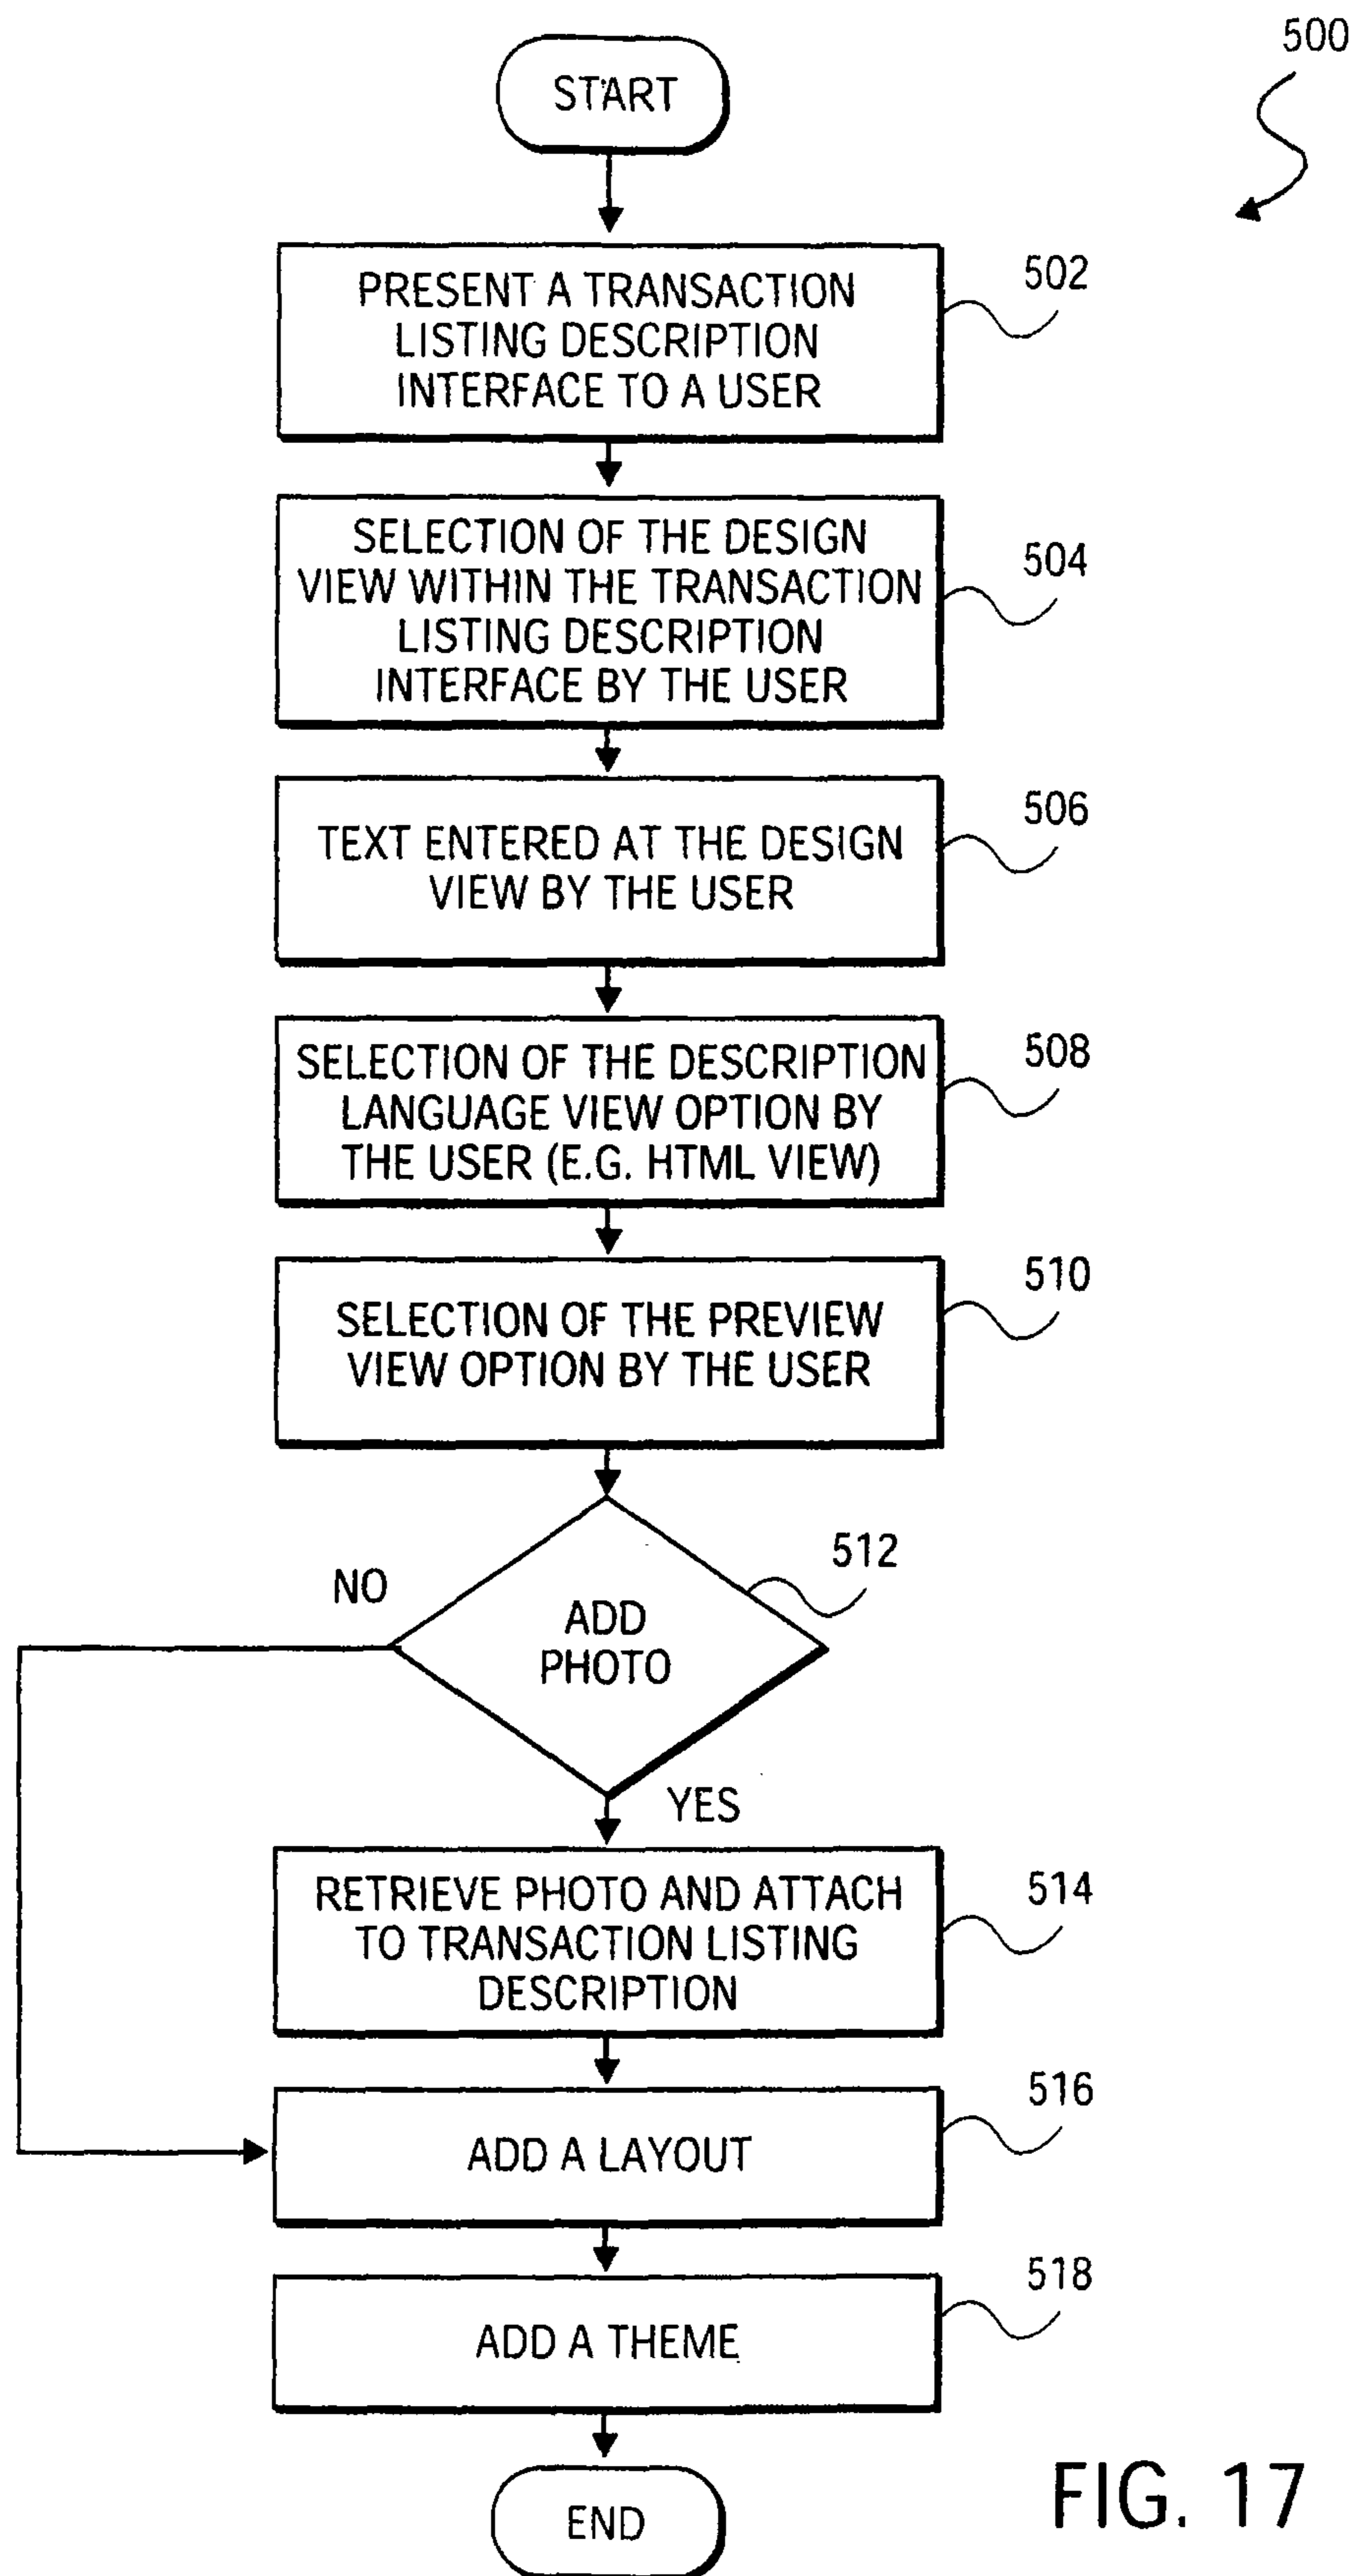 500
START
PRESENT A TRANSACTION
LISTING DESCRIPTION
INTERFACE TO A USER
502
SELECTION OF THE DESIGN
VIEW WITHIN THE TRANSACTION
LISTING DESCRIPTION
INTERFACE BY THE USER
504
TEXT ENTERED AT THE DESIGN
VIEW BY THE USER
506
SELECTION OF THE DESCRIPTION
LANGUAGE VIEW OPTION BY
THE USER (E.G. HTML VIEW)
508
SELECTION OF THE PREVIEW
VIEW OPTION BY THE USER
510
ADD
PHOTO
512
NO
YES
RETRIEVE PHOTO AND ATTACH
TO TRANSACTION LISTING
DESCRIPTION
514
ADD A LAYOUT
516
ADD A THEME
518
END
FIG. 17